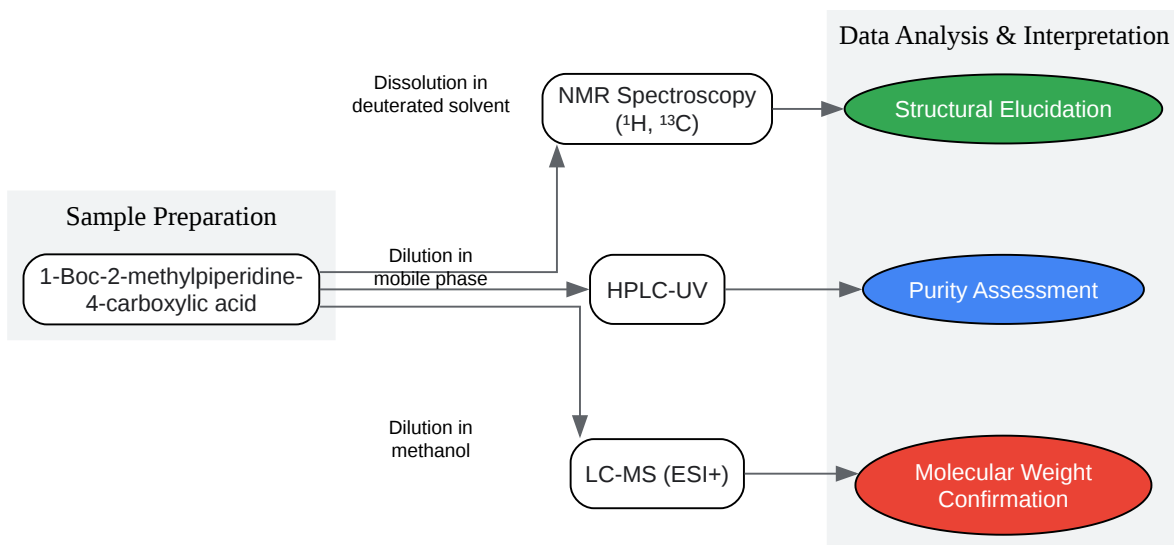 Data Analysis & Interpretation
Dissolution in
deuterated solvent
NMR Spectroscopy
(¹H, ¹³C)
Structural Elucidation
Sample Preparation
1-Boc-2-methylpiperidine-
4-carboxylic acid
Dilution in
mobile phase
HPLC-UV
Purity Assessment
Dilution in
methanol
LC-MS (ESI+)
Molecular Weight
Confirmation